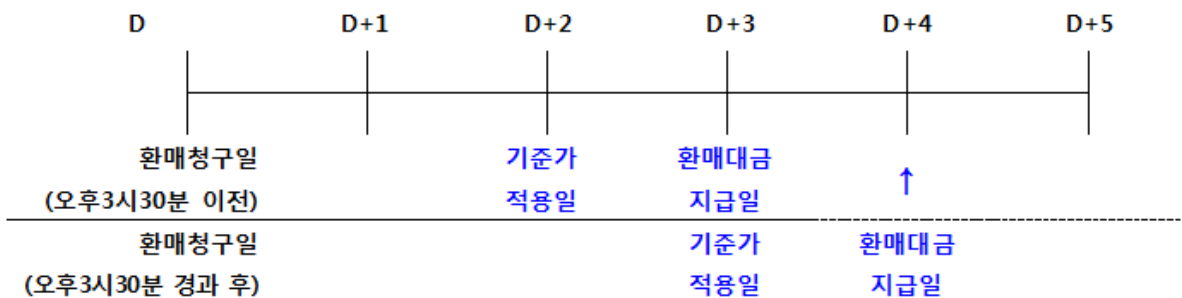 D D+1 D+2 D+3 D+4 D+5
환매청구일 기준가 환매대금
(오후3시30분 이전) 적용일 지급일 ↑
환매청구일 기준가 환매대금
(오후3시30분 경과 후) 적용일 지급일